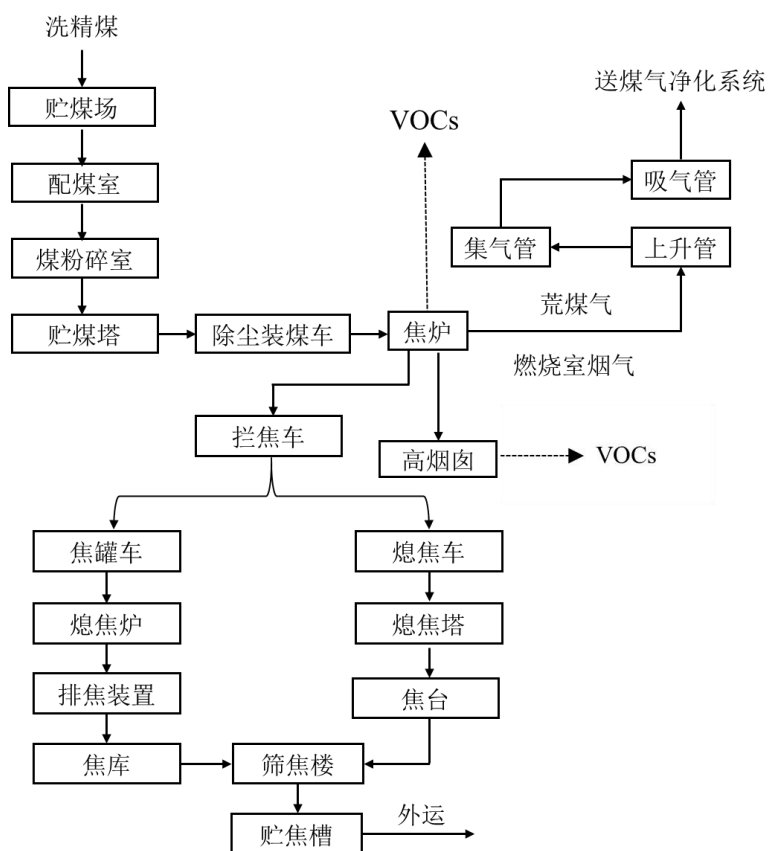 洗精煤
送煤气净化系统
贮煤场
VOCs
配煤室
吸气管
煤粉碎室
集气管
上升管
荒煤气
贮煤塔
除尘装煤车
焦炉
燃烧室烟气
拦焦车
高烟囱
VOCs
焦罐车
熄焦车
熄焦炉
熄焦塔
排焦装置
焦台
焦库
筛焦楼
贮焦槽
外运